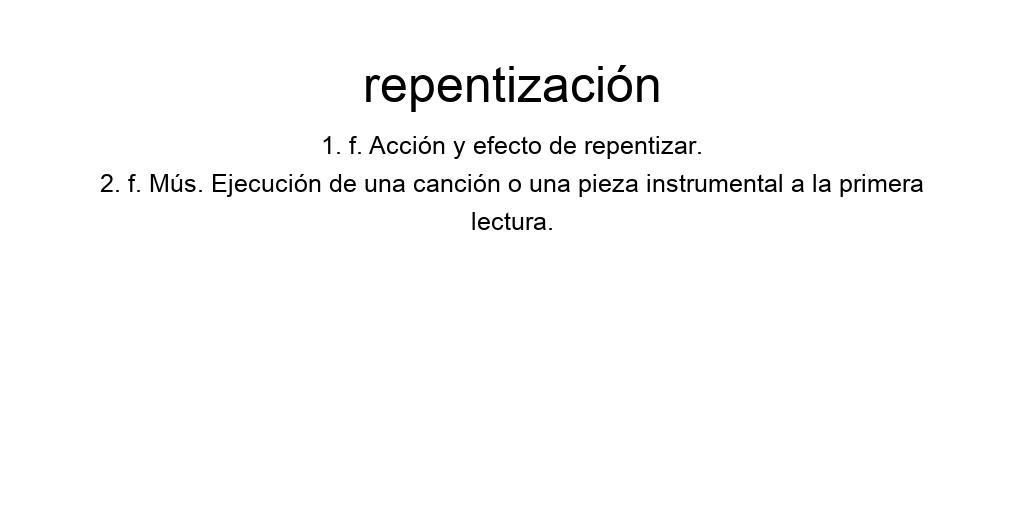 repentización
1. f. Acción y efecto de repentizar.
2. f. Mús. Ejecución de una canción o una pieza instrumental a la primera
lectura.